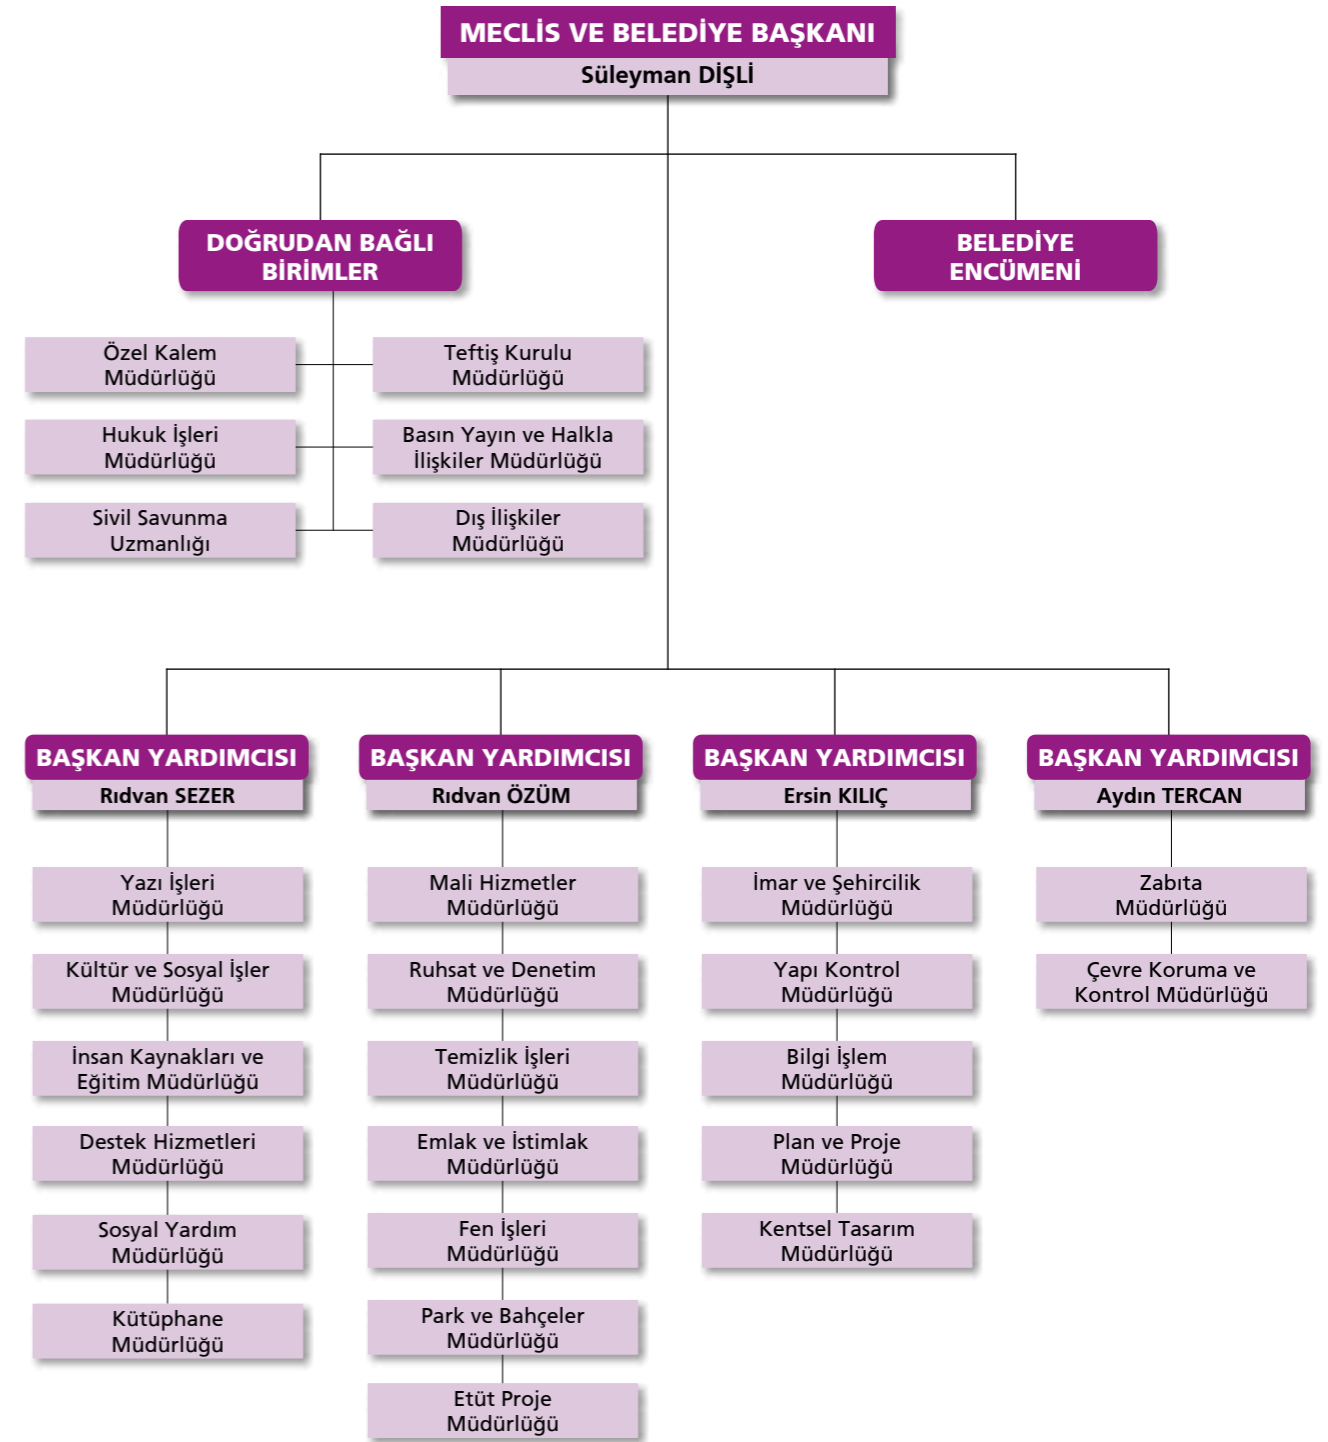 MECLİS VE BELEDİYE BAŞKANI
Süleyman DİŞLİ
DOĞRUDAN BAĞLI
BİRİMLER
BELEDİYE
ENCÜMENİ
Özel Kalem
Müdürlüğü
Teftiş Kurulu
Müdürlüğü
Hukuk İşleri
Müdürlüğü
Basın Yayın ve Halkla
İlişkiler Müdürlüğü
Sivil Savunma
Uzmanlığı
Dış İlişkiler
Müdürlüğü
BAŞKAN YARDIMCISI
Rıdvan SEZER
Yazı İşleri
Müdürlüğü
Kültür ve Sosyal İşler
Müdürlüğü
İnsan Kaynakları ve
Eğitim Müdürlüğü
Destek Hizmetleri
Müdürlüğü
Sosyal Yardım
Müdürlüğü
Kütüphane
Müdürlüğü
BAŞKAN YARDIMCISI
Rıdvan ÖZÜM
Mali Hizmetler
Müdürlüğü
Ruhsat ve Denetim
Müdürlüğü
Temizlik İşleri
Müdürlüğü
Emlak ve İstimlak
Müdürlüğü
Fen İşleri
Müdürlüğü
Park ve Bahçeler
Müdürlüğü
Etüt Proje
Müdürlüğü
BAŞKAN YARDIMCISI
Ersin KILIÇ
İmar ve Şehircilik
Müdürlüğü
Yapı Kontrol
Müdürlüğü
Bilgi İşlem
Müdürlüğü
Plan ve Proje
Müdürlüğü
Kentsel Tasarım
Müdürlüğü
BAŞKAN YARDIMCISI
Aydın TERCAN
Zabıta
Müdürlüğü
Çevre Koruma ve
Kontrol Müdürlüğü